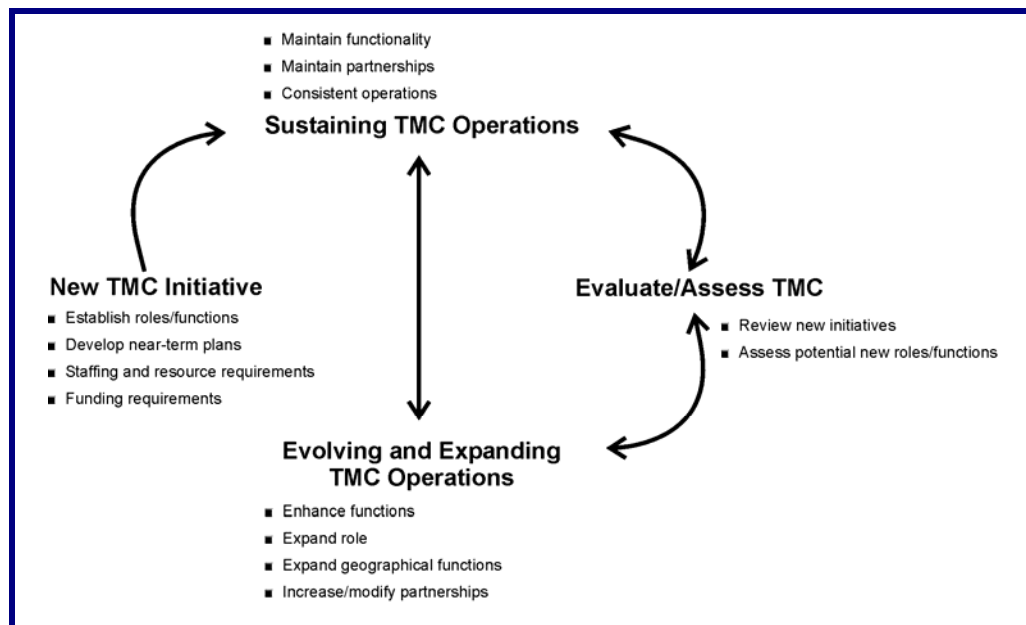 ■ Maintain functionality
■ Maintain partnerships
■ Consistent operations
Sustaining TMC Operations
New TMC Initiative
■ Establish roles/functions
■ Develop near-term plans
■ Staffing and resource requirements
■ Funding requirements
Evaluate/Assess TMC
■ Review new initiatives
■ Assess potential new roles/functions
Evolving and Expanding
TMC Operations
■ Enhance functions
■ Expand role
■ Expand geographical functions
■ Increase/modify partnerships